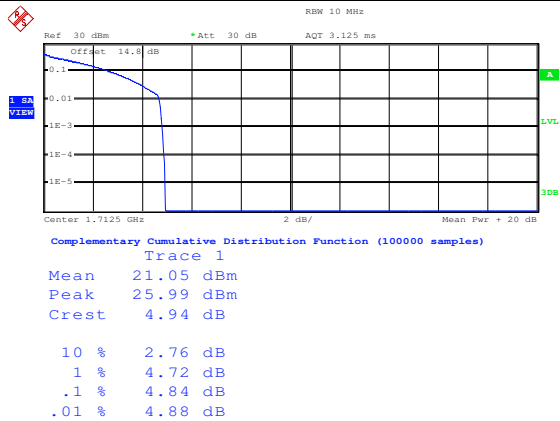 R S
RBW 10 MHz
Ref 30 dBm *Att 30 dB AQT 3.125 ms
Offset 14.8 dB
0.1
A
0.01
1 SA
VIEW
LVL
1E-3
1E-4
1E-5
3DB
Center 1.7125 GHz 2 dB/ Mean Pwr + 20 dB
Complementary Cumulative Distribution Function (100000 samples)
Trace 1
Mean 21.05 dBm
Peak 25.99 dBm
Crest 4.94 dB
10 % 2.76 dB
1 % 4.72 dB
.1 % 4.84 dB
.01 % 4.88 dB